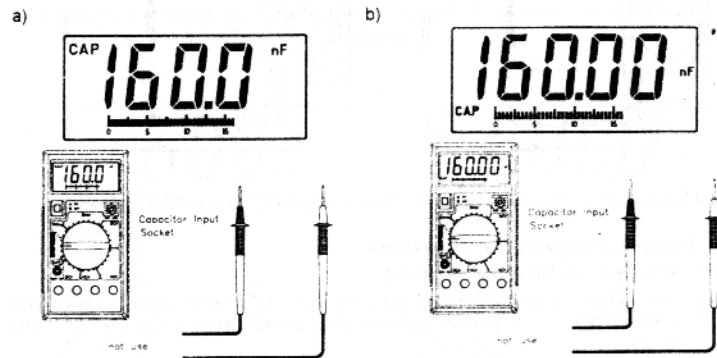 a)
CAP 160.0 nF
0 5 10 15
160.0
Capacitor Input
Socket
not use
b)
160.00 nF
CAP
0 5 10 15
160.00
Capacitor Input
Socket
not use